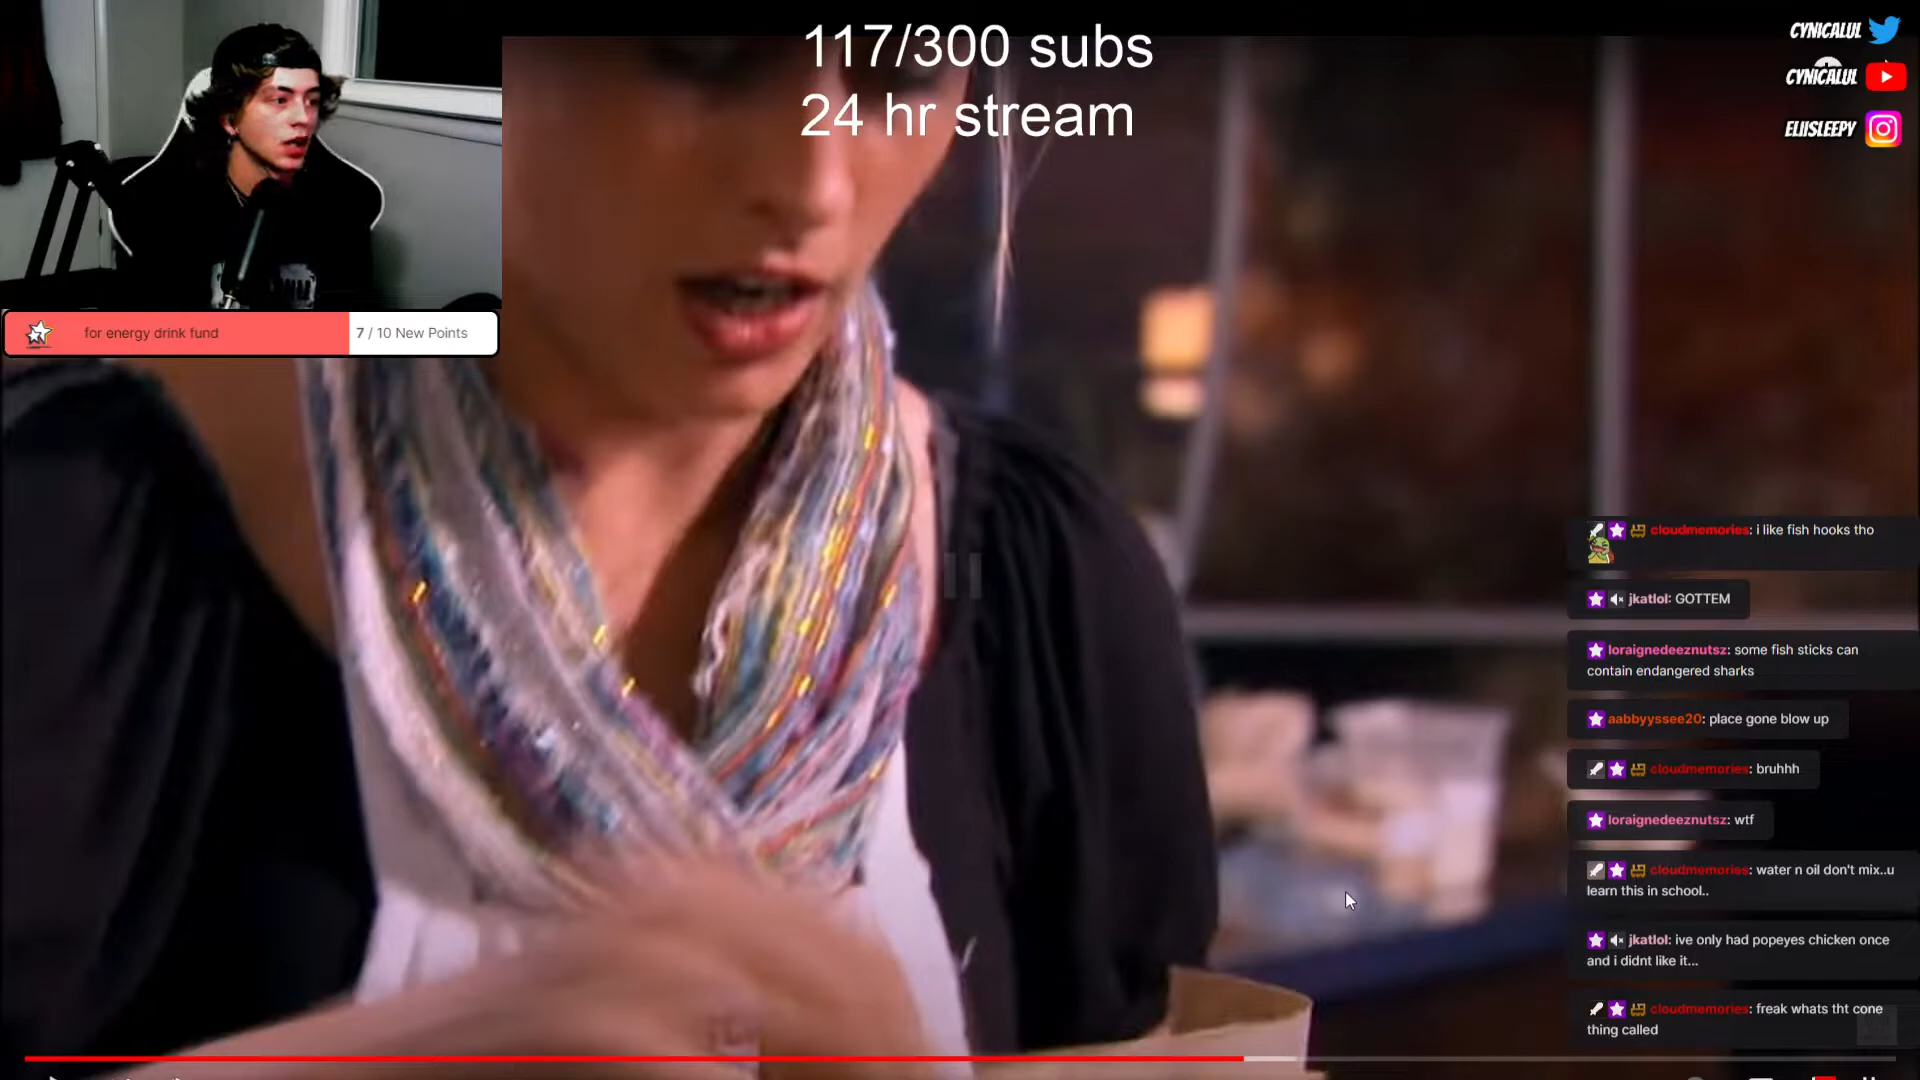 117/300 subs
24 hr stream
CYNICALUL
CYNICALUL
ELIISLEEPY
for energy drink fund
7 / 10 New Points
cloudmemories: i like fish hooks tho
jkatlol: GOTTEM
loraignedeeznutsz: some fish sticks can
contain endangered sharks
aabbyyssee20: place gone blow up
cloudmemories: bruhhh
loraignedeeznutsz: wtf
cloudmemories: water n oil don't mix..u
learn this in school..
jkatlol: ive only had popeyes chicken once
and i didnt like it...
cloudmemories: freak whats tht cone
thing called